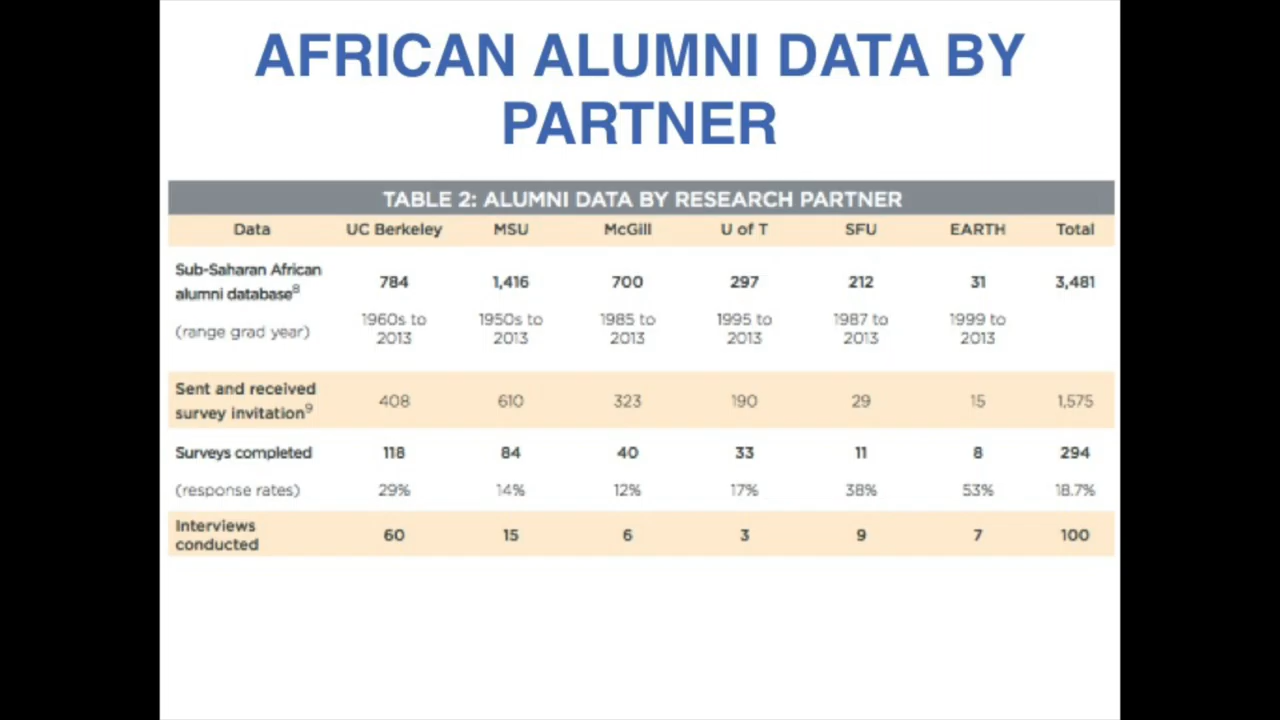 AFRICAN ALUMNI DATA BY
PARTNER
TABLE 2: ALUMNI DATA BY RESEARCH PARTNER
Data UC Berkeley MSU McGill U of T SFU EARTH Total
Sub-Saharan African
alumni database⁸ 784 1,416 700 297 212 31 3,481
(range grad year) 1960s to 2013 1950s to 2013 1985 to 2013 1995 to 2013 1987 to 2013 1999 to 2013
Sent and received
survey invitation⁹ 408 610 323 190 29 15 1,575
Surveys completed 118 84 40 33 11 8 294
(response rates) 29% 14% 12% 17% 38% 53% 18.7%
Interviews
conducted 60 15 6 3 9 7 100